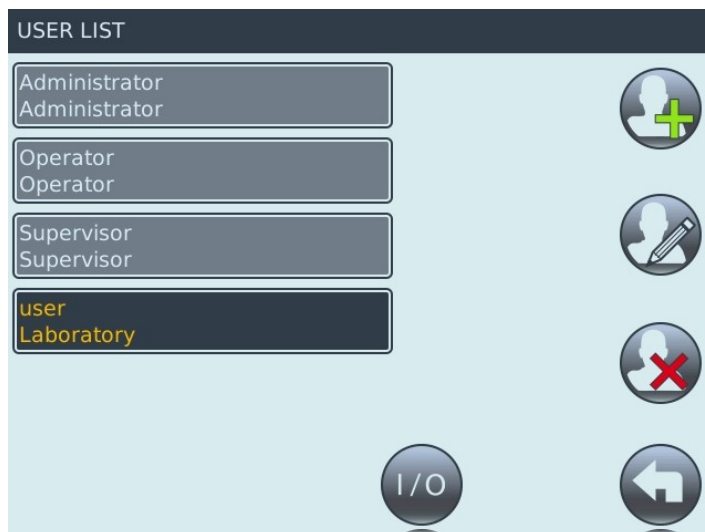 USER LIST
Administrator
Administrator
Operator
Operator
Supervisor
Supervisor
user
Laboratory
I/O